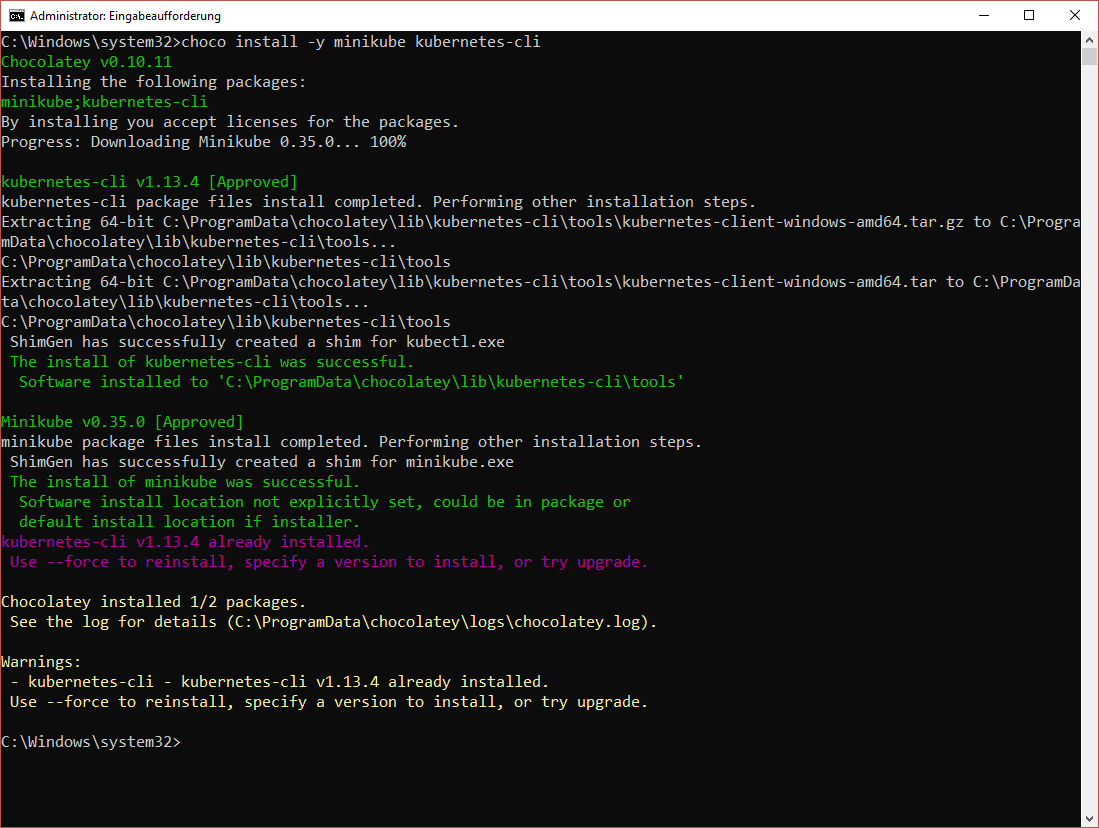 Administrator: Eingabeaufforderung
C:\Windows\system32>choco install -y minikube kubernetes-cli
Chocolatey v0.10.11
Installing the following packages:
minikube;kubernetes-cli
By installing you accept licenses for the packages.
Progress: Downloading Minikube 0.35.0... 100%
kubernetes-cli v1.13.4 [Approved]
kubernetes-cli package files install completed. Performing other installation steps.
Extracting 64-bit C:\ProgramData\chocolatey\lib\kubernetes-cli\tools\kubernetes-client-windows-amd64.tar.gz to C:\Progra
mData\chocolatey\lib\kubernetes-cli\tools...
C:\ProgramData\chocolatey\lib\kubernetes-cli\tools
Extracting 64-bit C:\ProgramData\chocolatey\lib\kubernetes-cli\tools\kubernetes-client-windows-amd64.tar to C:\ProgramDa
ta\chocolatey\lib\kubernetes-cli\tools...
C:\ProgramData\chocolatey\lib\kubernetes-cli\tools
ShimGen has successfully created a shim for kubectl.exe
The install of kubernetes-cli was successful.
Software installed to 'C:\ProgramData\chocolatey\lib\kubernetes-cli\tools'
Minikube v0.35.0 [Approved]
minikube package files install completed. Performing other installation steps.
ShimGen has successfully created a shim for minikube.exe
The install of minikube was successful.
Software install location not explicitly set, could be in package or
default install location if installer.
kubernetes-cli v1.13.4 already installed.
Use --force to reinstall, specify a version to install, or try upgrade.
Chocolatey installed 1/2 packages.
See the log for details (C:\ProgramData\chocolatey\logs\chocolatey.log).
Warnings:
- kubernetes-cli - kubernetes-cli v1.13.4 already installed.
Use --force to reinstall, specify a version to install, or try upgrade.
C:\Windows\system32>